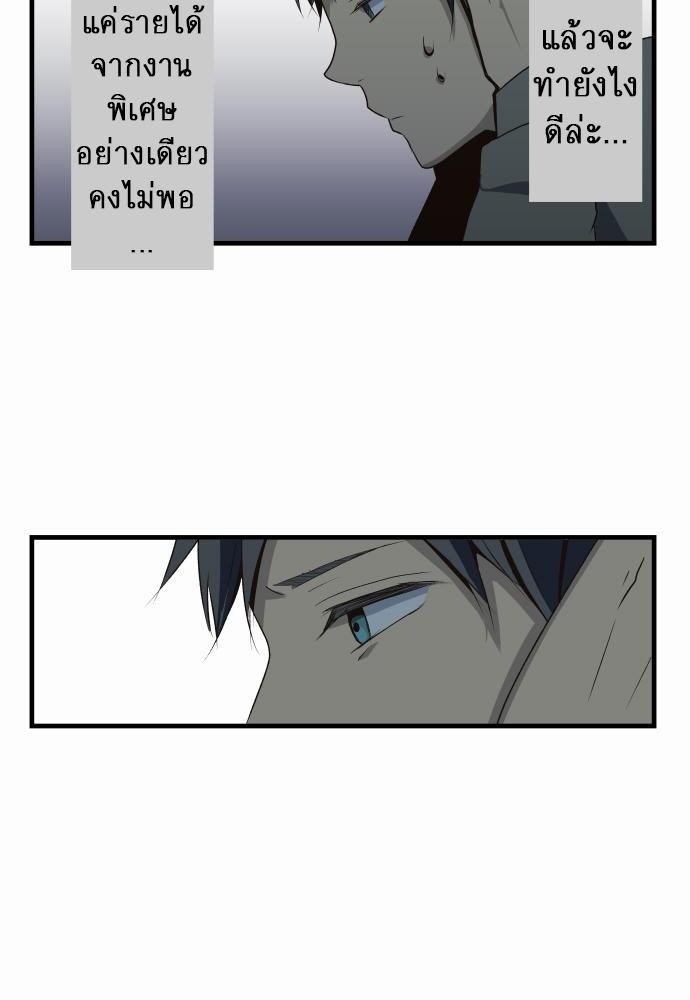 แล้วจะ
ทำยังไง
ดีล่ะ...
แค่รายได้
จากงาน
พิเศษ
อย่างเดียว
คงไม่พอ
...